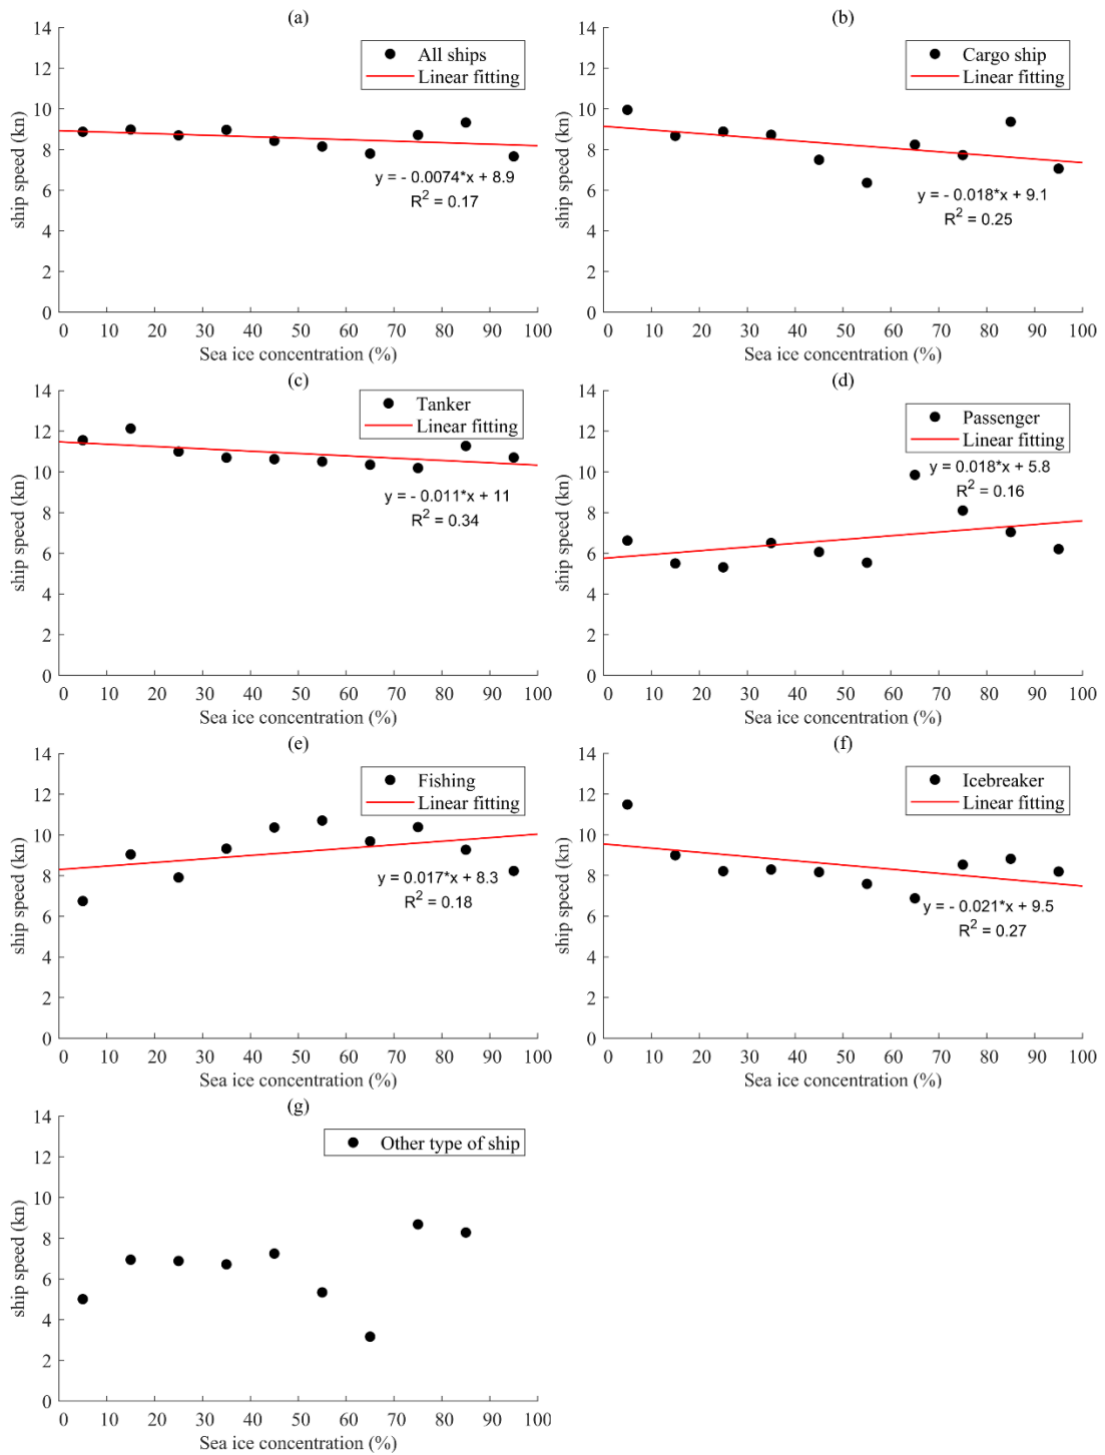 (a)
14
12
10
8
6
4
2
0
ship speed (kn)
All ships
Linear fitting
y = - 0.0074*x + 8.9
R² = 0.17
0 10 20 30 40 50 60 70 80 90 100
Sea ice concentration (%)
(b)
14
12
10
8
6
4
2
0
ship speed (kn)
Cargo ship
Linear fitting
y = - 0.018*x + 9.1
R² = 0.25
0 10 20 30 40 50 60 70 80 90 100
Sea ice concentration (%)
(c)
14
12
10
8
6
4
2
0
ship speed (kn)
Tanker
Linear fitting
y = - 0.011*x + 11
R² = 0.34
0 10 20 30 40 50 60 70 80 90 100
Sea ice concentration (%)
(d)
14
12
10
8
6
4
2
0
ship speed (kn)
Passenger
Linear fitting
y = 0.018*x + 5.8
R² = 0.16
0 10 20 30 40 50 60 70 80 90 100
Sea ice concentration (%)
(e)
14
12
10
8
6
4
2
0
ship speed (kn)
Fishing
Linear fitting
y = 0.017*x + 8.3
R² = 0.18
0 10 20 30 40 50 60 70 80 90 100
Sea ice concentration (%)
(f)
14
12
10
8
6
4
2
0
ship speed (kn)
Icebreaker
Linear fitting
y = - 0.021*x + 9.5
R² = 0.27
0 10 20 30 40 50 60 70 80 90 100
Sea ice concentration (%)
(g)
14
12
10
8
6
4
2
0
ship speed (kn)
Other type of ship
0 10 20 30 40 50 60 70 80 90 100
Sea ice concentration (%)